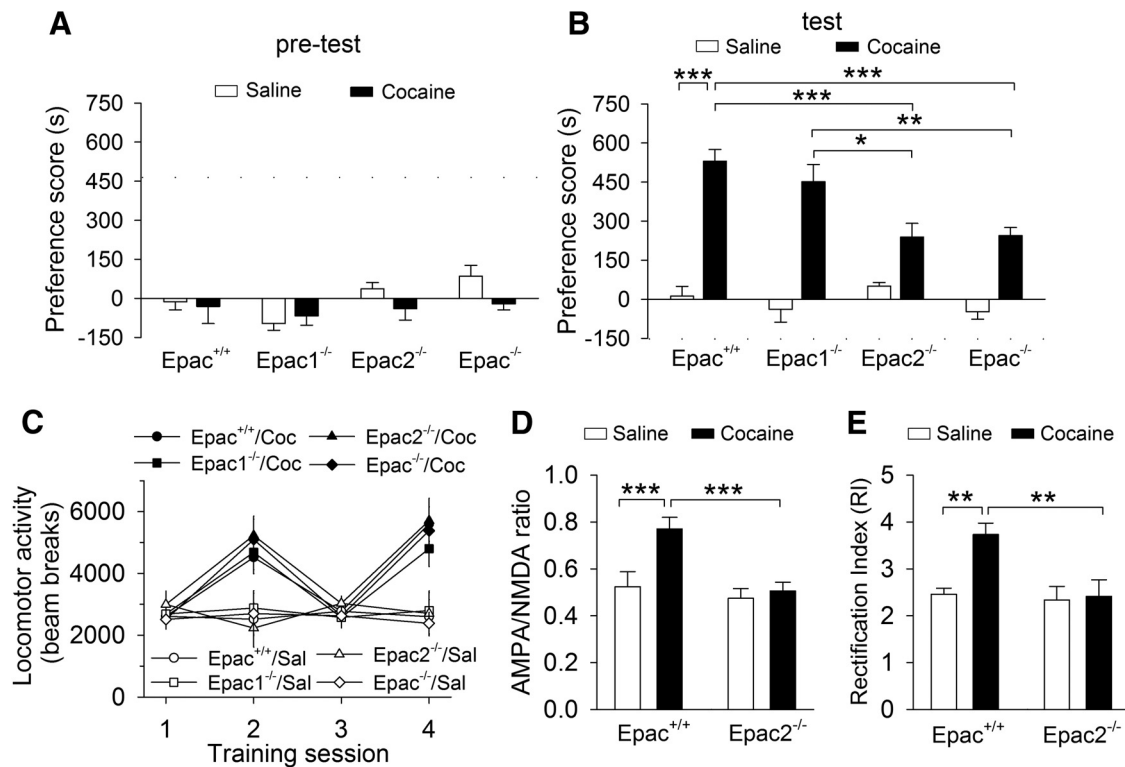 A
pre-test
Saline
Cocaine
Preference score (s)
750
600
450
300
150
0
-150
Epac+/+
Epac1-/-
Epac2-/-
Epac-/-
B
test
Saline
Cocaine
***
***
***
**
*
Preference score (s)
750
600
450
300
150
0
-150
Epac+/+
Epac1-/-
Epac2-/-
Epac-/-
C
Epac+/+/Coc
Epac2-/-/Coc
Epac1-/-/Coc
Epac-/-/Coc
Locomotor activity
(beam breaks)
6000
4000
2000
0
Epac+/+/Sal
Epac2-/-/Sal
Epac1-/-/Sal
Epac-/-/Sal
1
2
3
4
Training session
D
Saline
Cocaine
***
***
AMPA/NMDA ratio
1.0
0.8
0.6
0.4
0.2
0.0
Epac+/+
Epac2-/-
E
Saline
Cocaine
**
**
Rectification Index (RI)
5
4
3
2
1
0
Epac+/+
Epac2-/-